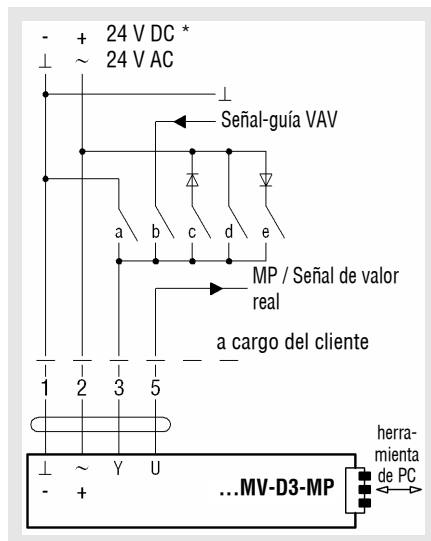 - + 24 V DC *
⊥ ~ 24 V AC
⊥
Señal-guía VAV
a b c d e
MP / Señal de valor
real
a cargo del cliente
1 2 3 5
⊥ ~ Y U
- +
...MV-D3-MP
herra-
mienta
de PC